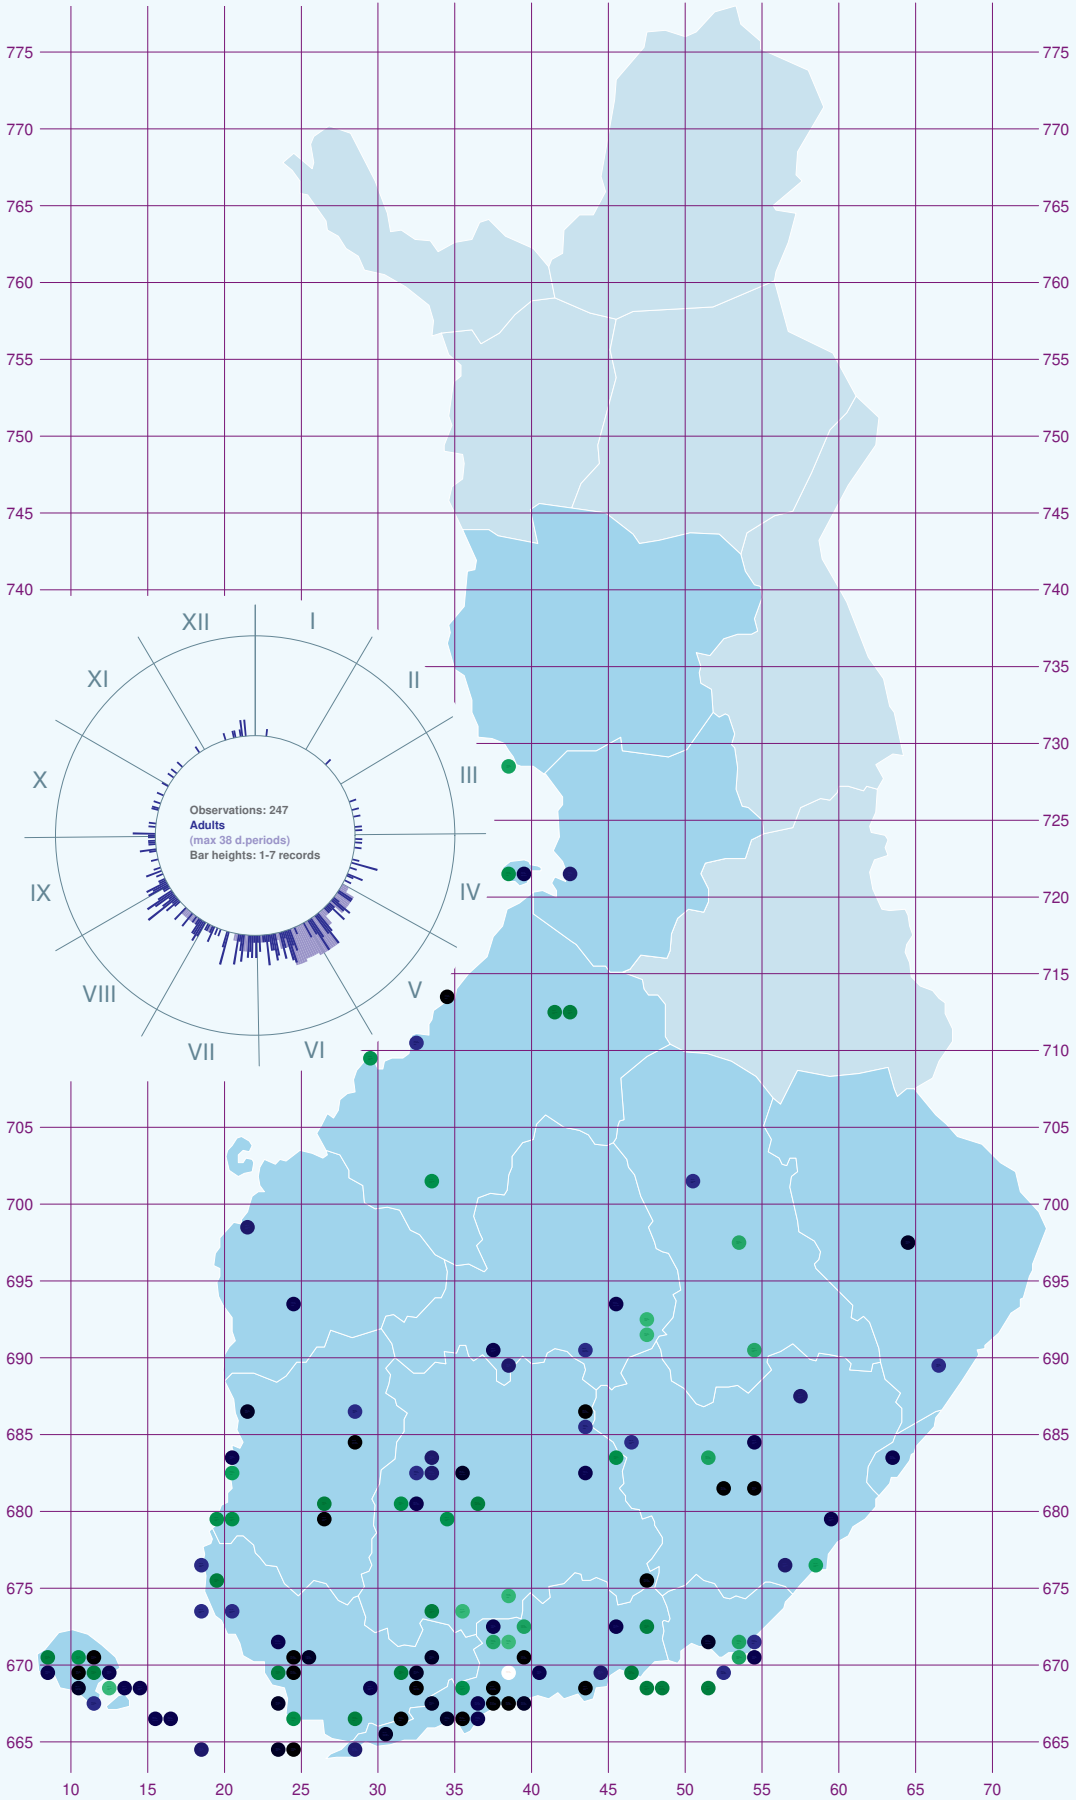 775 775
770 770
765 765
760 760
755 755
750 750
745 745
740 740
XII I
735
XI II
730
X III
725
Observations: 247
Adults
(max 38 d.periods)
Bar heights: 1-7 records
IX IV
720
715
VIII V
VII VI
710
705 705
700 700
695 695
690 690
685 685
680 680
675 675
670 670
665 665
10 15 20 25 30 35 40 45 50 55 60 65 70